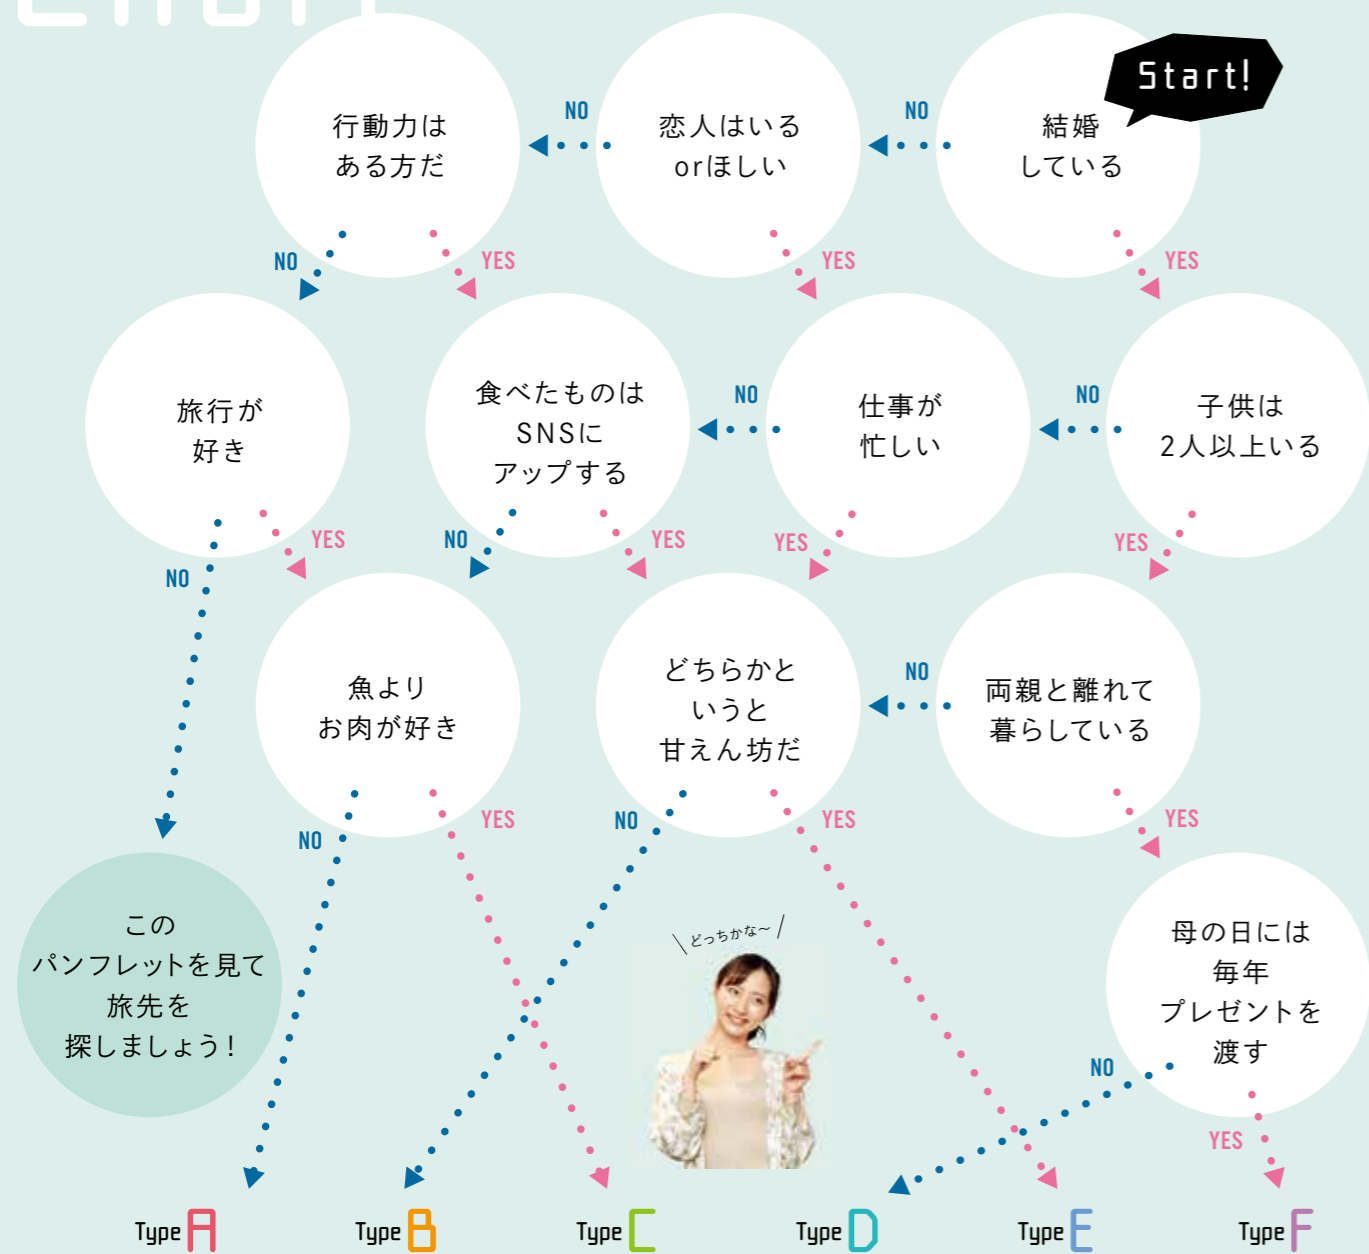 Start!
結婚
している
NO
恋人はいる
orほしい
NO
行動力は
ある方だ
NO
YES
YES
YES
旅行が
好き
食べたものは
SNSに
アップする
NO
仕事が
忙しい
NO
子供は
2人以上いる
NO
YES
NO
YES
YES
YES
魚より
お肉が好き
どちらかと
いうと
甘えん坊だ
NO
両親と離れて
暮らしている
NO
YES
NO
YES
YES
この
パンフレットを見て
旅先を
探しましょう!
どっちかな〜
母の日には
毎年
プレゼントを
渡す
NO
YES
Type A
Type B
Type C
Type D
Type E
Type F